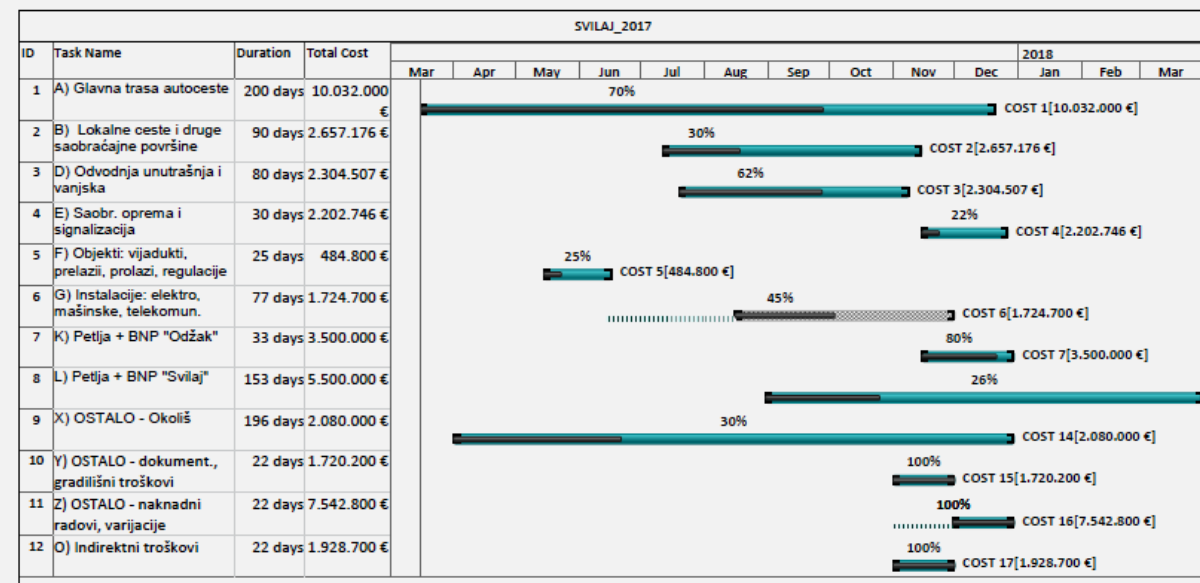 SVILAJ_2017
ID Task Name Duration Total Cost 2018
Mar Apr May Jun Jul Aug Sep Oct Nov Dec Jan Feb Mar
1 A) Glavna trasa autoceste 200 days 10.032.000 € 70% COST 1[10.032.000 €]
2 B) Lokalne ceste i druge saobraćajne površine 90 days 2.657.176 € 30% COST 2[2.657.176 €]
3 D) Odvodnja unutrašnja i vanjska 80 days 2.304.507 € 62% COST 3[2.304.507 €]
4 E) Saobr. oprema i signalizacija 30 days 2.202.746 € 22% COST 4[2.202.746 €]
5 F) Objekti: vijadukti, prelazii, prolazi, regulacije 25 days 484.800 € 25% COST 5[484.800 €]
6 G) Instalacije: elektro, mašinske, telekomun. 77 days 1.724.700 € 45% COST 6[1.724.700 €]
7 K) Petlja + BNP "Odžak" 33 days 3.500.000 € 80% COST 7[3.500.000 €]
8 L) Petlja + BNP "Svilaj" 153 days 5.500.000 € 26%
9 X) OSTALO - Okoliš 196 days 2.080.000 € 30% COST 14[2.080.000 €]
10 Y) OSTALO - dokument., gradilišni troškovi 22 days 1.720.200 € 100% COST 15[1.720.200 €]
11 Z) OSTALO - naknadni radovi, varijacije 22 days 7.542.800 € 100% COST 16[7.542.800 €]
12 O) Indirektni troškovi 22 days 1.928.700 € 100% COST 17[1.928.700 €]